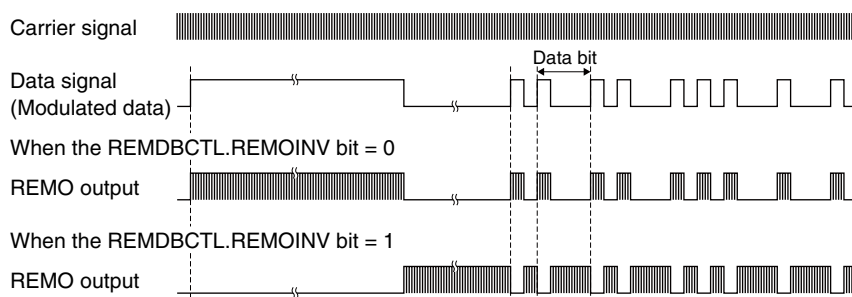 Carrier signal
Data bit
Data signal
(Modulated data)
When the REMDBCTL.REMOINV bit = 0
REMO output
When the REMDBCTL.REMOINV bit = 1
REMO output